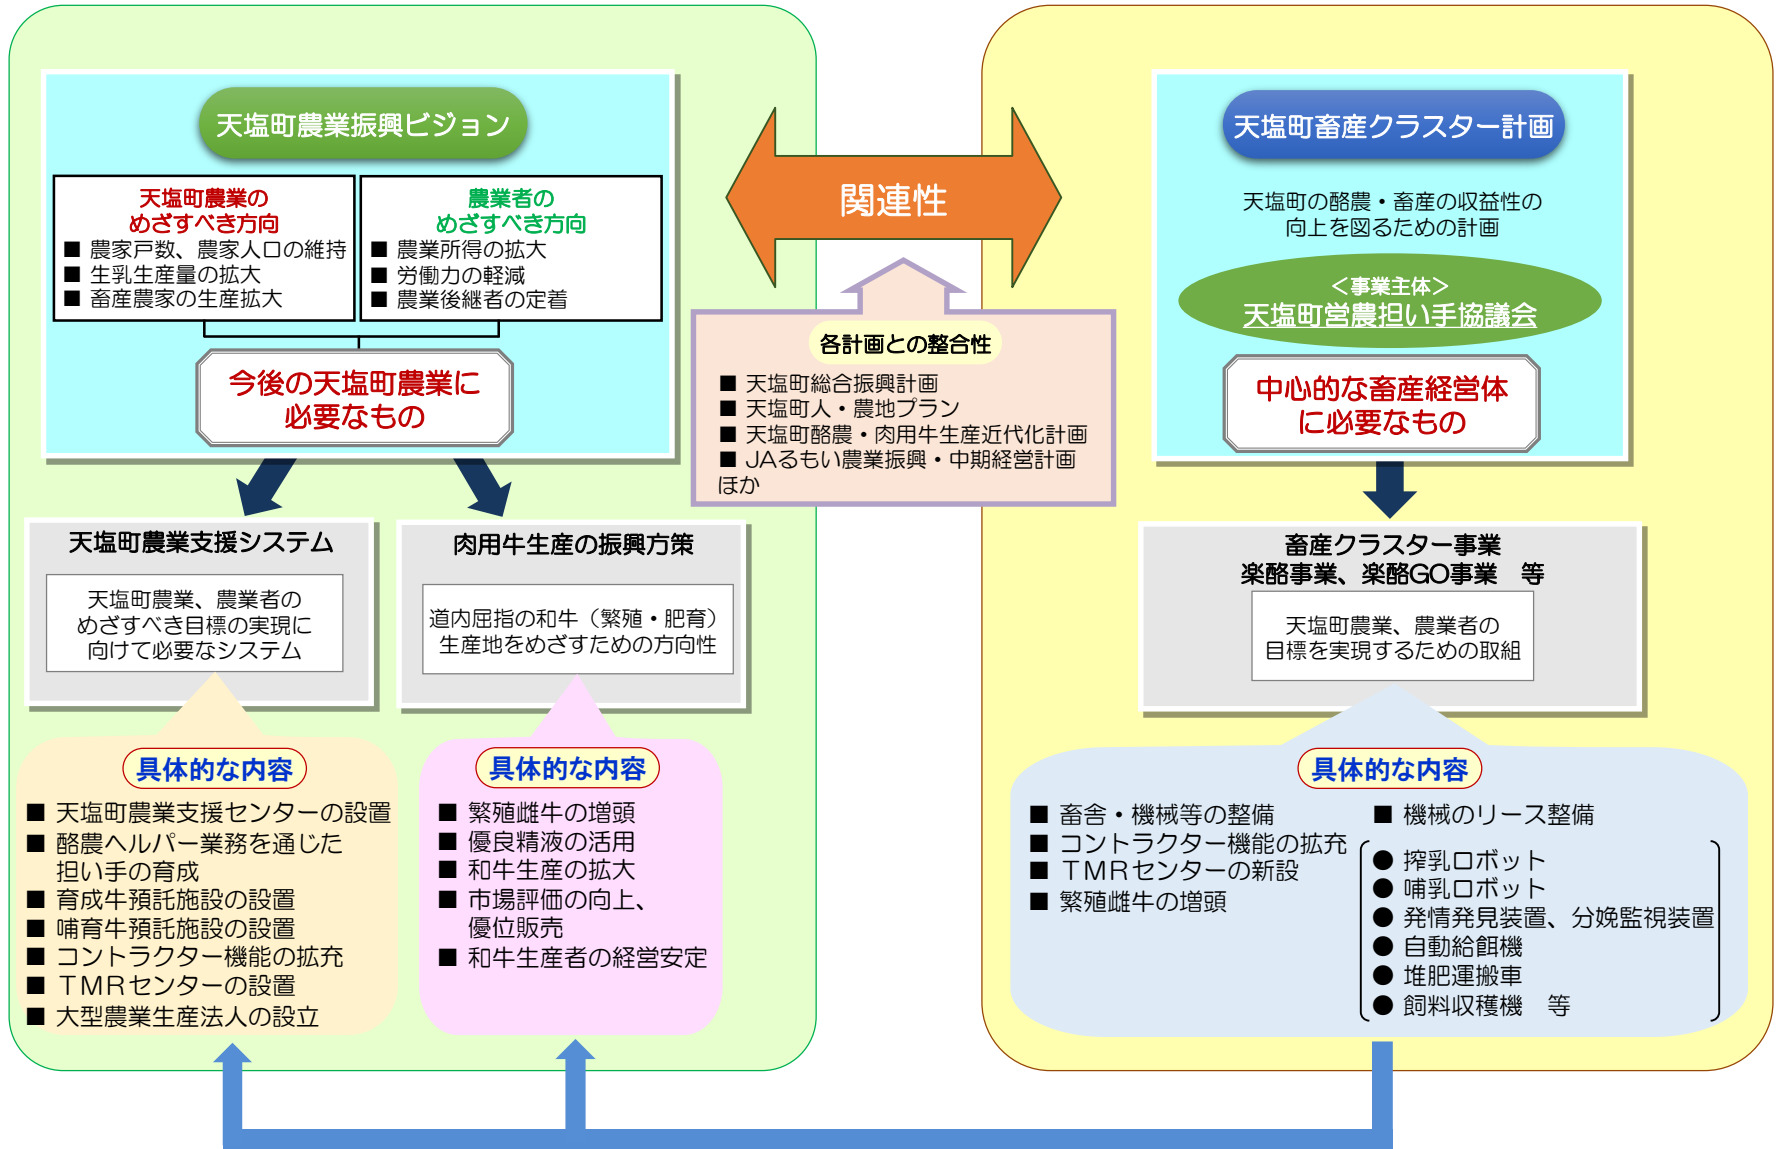 天塩町農業振興ビジョン
天塩町農業の
めざすべき方向
■ 農家戸数、農家人口の維持
■ 生乳生産量の拡大
■ 畜産農家の生産拡大
農業者の
めざすべき方向
■ 農業所得の拡大
■ 労働力の軽減
■ 農業後継者の定着
今後の天塩町農業に
必要なもの
関連性
各計画との整合性
■ 天塩町総合振興計画
■ 天塩町人・農地プラン
■ 天塩町酪農・肉用牛生産近代化計画
■ JAるもい農業振興・中期経営計画
ほか
天塩町畜産クラスター計画
天塩町の酪農・畜産の収益性の
向上を図るための計画
＜事業主体＞
天塩町営農担い手協議会
中心的な畜産経営体
に必要なもの
天塩町農業支援システム
天塩町農業、農業者の
めざすべき目標の実現に
向けて必要なシステム
肉用牛生産の振興方策
道内屈指の和牛（繁殖・肥育）
生産地をめざすための方向性
畜産クラスター事業
楽酪事業、楽酪GO事業　等
天塩町農業、農業者の
目標を実現するための取組
具体的な内容
■ 天塩町農業支援センターの設置
■ 酪農ヘルパー業務を通じた
担い手の育成
■ 育成牛預託施設の設置
■ 哺育牛預託施設の設置
■ コントラクター機能の拡充
■ ＴＭＲセンターの設置
■ 大型農業生産法人の設立
具体的な内容
■ 繁殖雌牛の増頭
■ 優良精液の活用
■ 和牛生産の拡大
■ 市場評価の向上、
優位販売
■ 和牛生産者の経営安定
具体的な内容
■ 畜舎・機械等の整備
■ コントラクター機能の拡充
■ ＴＭＲセンターの新設
■ 繁殖雌牛の増頭
■ 機械のリース整備
● 搾乳ロボット
● 哺乳ロボット
● 発情発見装置、分娩監視装置
● 自動給餌機
● 堆肥運搬車
● 飼料収穫機　等